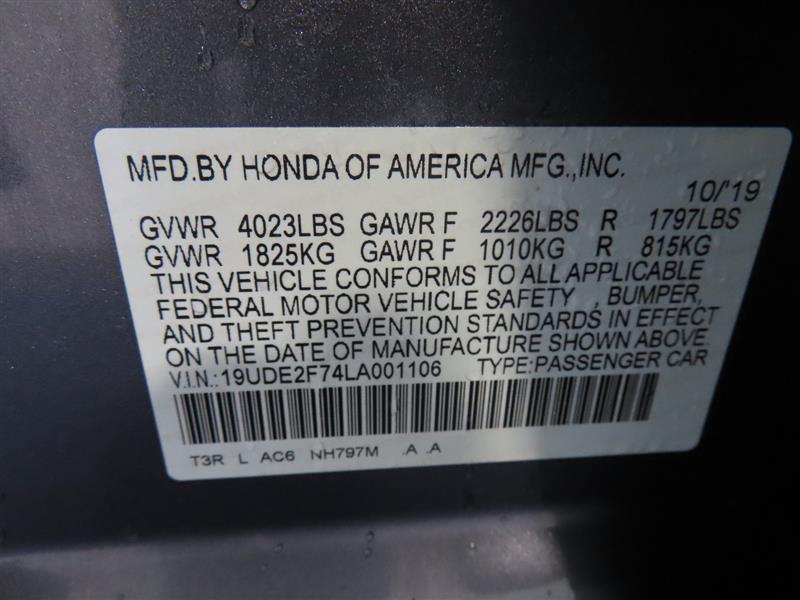 MFD.BY HONDA OF AMERICA MFG.,INC.
10/'19
GVWR 4023LBS GAWR F 2226LBS R 1797LBS
GVWR 1825KG GAWR F 1010KG R 815KG
THIS VEHICLE CONFORMS TO ALL APPLICABLE
FEDERAL MOTOR VEHICLE SAFETY , BUMPER,
AND THEFT PREVENTION STANDARDS IN EFFECT
ON THE DATE OF MANUFACTURE SHOWN ABOVE.
V.I.N.:19UDE2F74LA001106 TYPE:PASSENGER CAR
T3R L AC6 NH797M .A .A